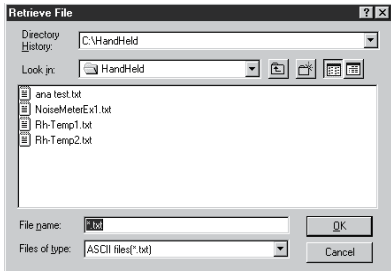 Retrieve File
Directory
History:
C:\HandHeld
Look in:
HandHeld
ana test.txt
NoiseMeterEx1.txt
Rh-Temp1.txt
Rh-Temp2.txt
File name:
*.txt
OK
Files of type:
ASCII files(*.txt)
Cancel